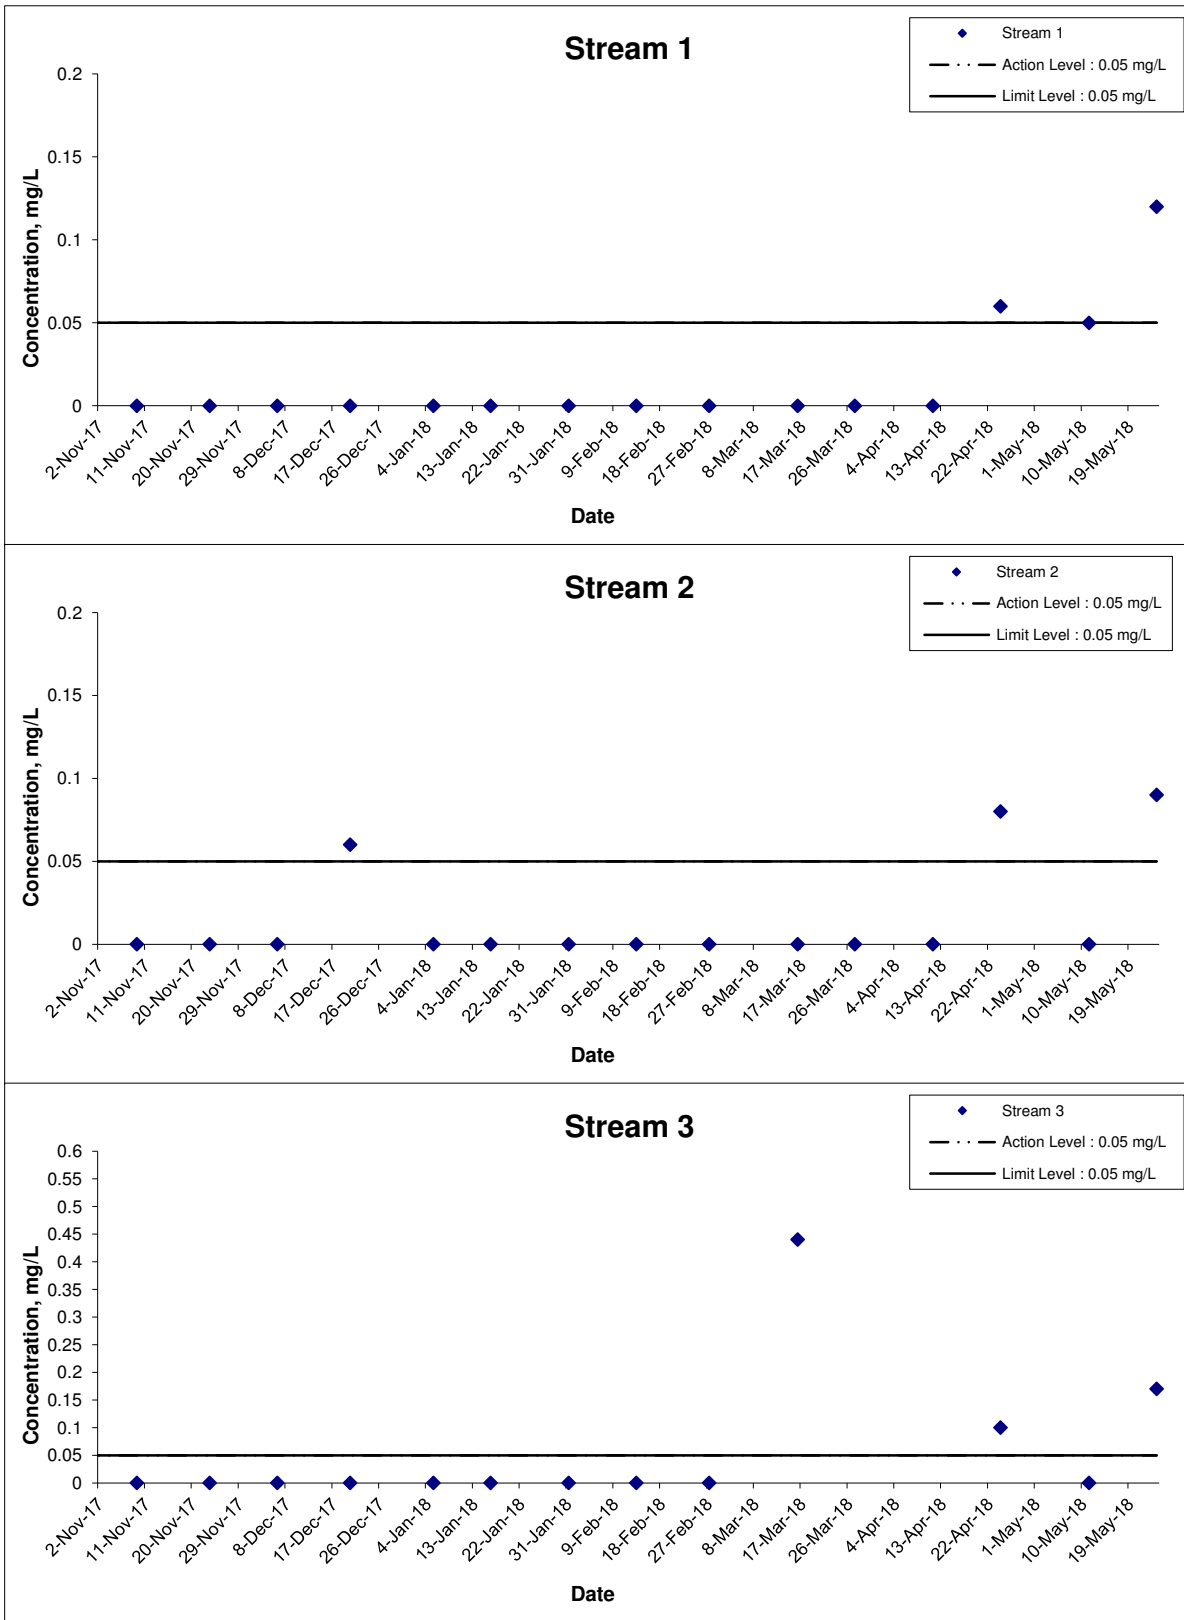 Stream 1
Stream 1
Action Level : 0.05 mg/L
Limit Level : 0.05 mg/L
Concentration, mg/L
0.2
0.15
0.1
0.05
0
2-Nov-17
11-Nov-17
20-Nov-17
29-Nov-17
8-Dec-17
17-Dec-17
26-Dec-17
4-Jan-18
13-Jan-18
22-Jan-18
31-Jan-18
9-Feb-18
18-Feb-18
27-Feb-18
8-Mar-18
17-Mar-18
26-Mar-18
4-Apr-18
13-Apr-18
22-Apr-18
1-May-18
10-May-18
19-May-18
Date
Stream 2
Stream 2
Action Level : 0.05 mg/L
Limit Level : 0.05 mg/L
Concentration, mg/L
0.2
0.15
0.1
0.05
0
2-Nov-17
11-Nov-17
20-Nov-17
29-Nov-17
8-Dec-17
17-Dec-17
26-Dec-17
4-Jan-18
13-Jan-18
22-Jan-18
31-Jan-18
9-Feb-18
18-Feb-18
27-Feb-18
8-Mar-18
17-Mar-18
26-Mar-18
4-Apr-18
13-Apr-18
22-Apr-18
1-May-18
10-May-18
19-May-18
Date
Stream 3
Stream 3
Action Level : 0.05 mg/L
Limit Level : 0.05 mg/L
Concentration, mg/L
0.6
0.55
0.5
0.45
0.4
0.35
0.3
0.25
0.2
0.15
0.1
0.05
0
2-Nov-17
11-Nov-17
20-Nov-17
29-Nov-17
8-Dec-17
17-Dec-17
26-Dec-17
4-Jan-18
13-Jan-18
22-Jan-18
31-Jan-18
9-Feb-18
18-Feb-18
27-Feb-18
8-Mar-18
17-Mar-18
26-Mar-18
4-Apr-18
13-Apr-18
22-Apr-18
1-May-18
10-May-18
19-May-18
Date